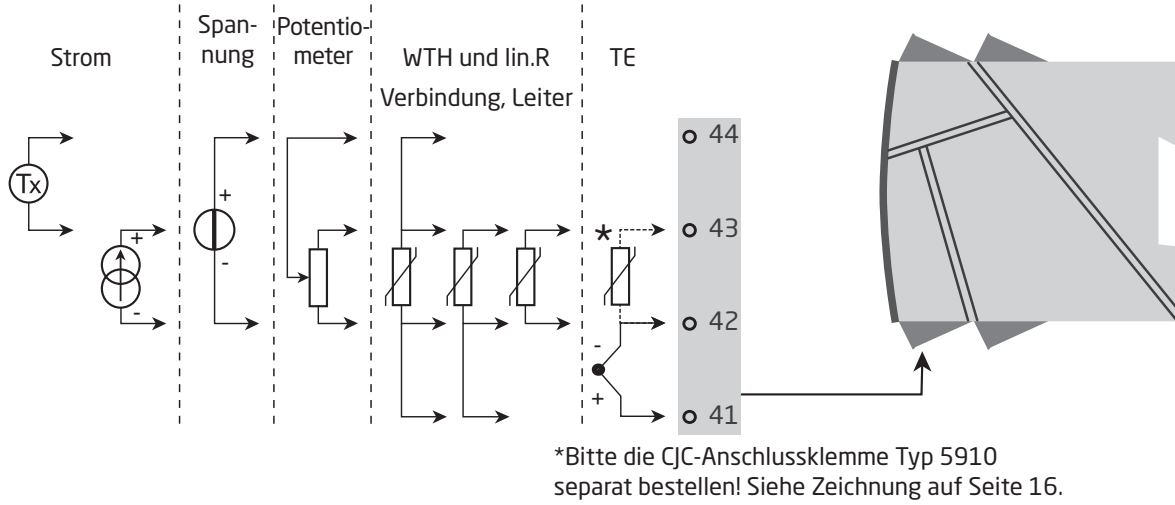 Strom
Span-
nung
Potentio-
meter
WTH und lin.R
Verbindung, Leiter
TE
Tx
+
-
+
-
*
-
+
44
43
42
41
*Bitte die CJC-Anschlussklemme Typ 5910
separat bestellen! Siehe Zeichnung auf Seite 16.